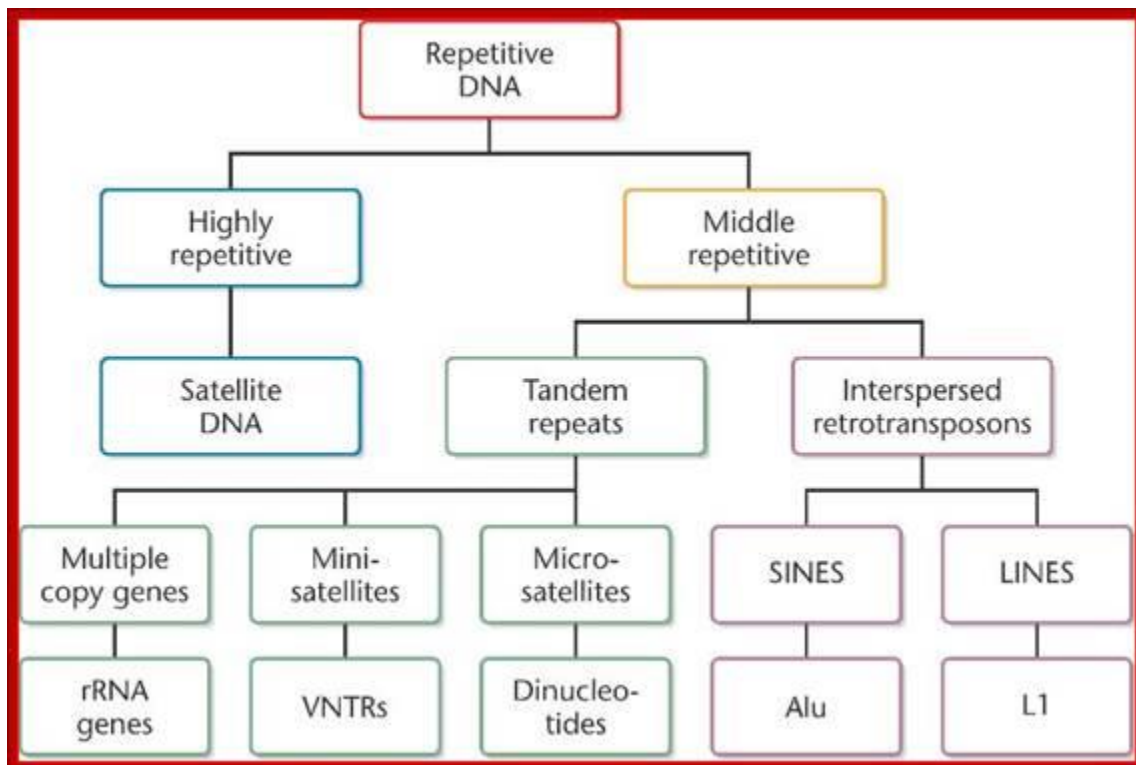 Repetitive
DNA
Highly
repetitive
Middle
repetitive
Satellite
DNA
Tandem
repeats
Interspersed
retrotransposons
Multiple
copy genes
Mini-
satellites
Micro-
satellites
SINES
LINES
rRNA
genes
VNTRs
Dinucleo-
tides
Alu
L1